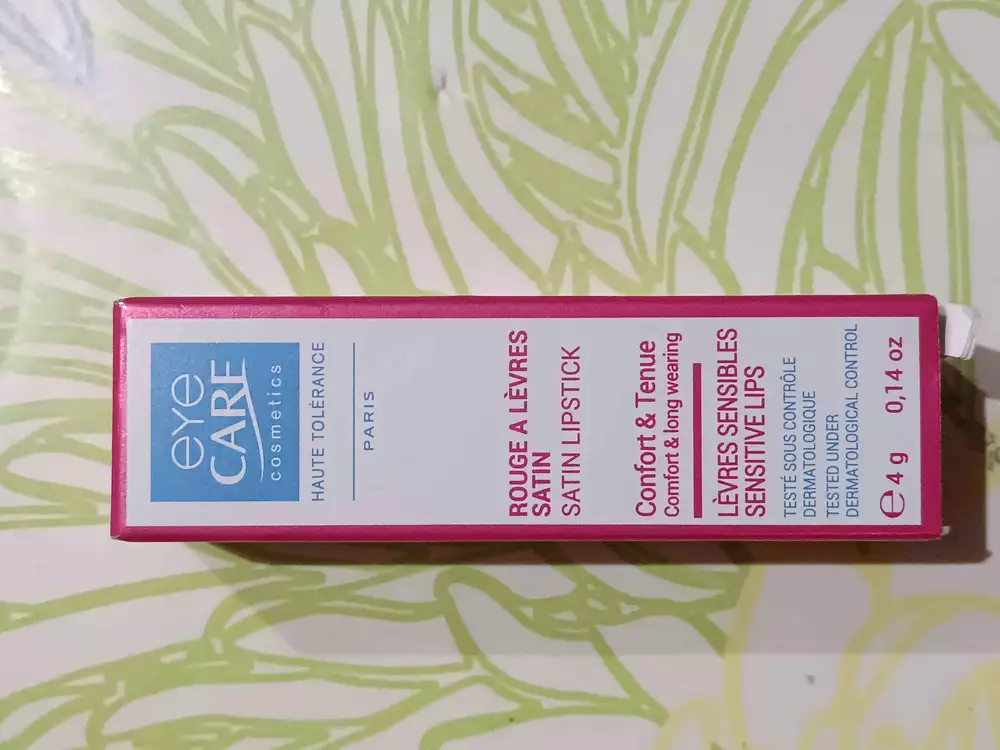 eye
CARE
cosmetics
HAUTE TOLÉRANCE
PARIS
ROUGE A LÈVRES
SATIN
SATIN LIPSTICK
Confort & Tenue
Comfort & long wearing
LÈVRES SENSIBLES
SENSITIVE LIPS
TESTÉ SOUS CONTRÔLE
DERMATOLOGIQUE
TESTED UNDER
DERMATOLOGICAL CONTROL
℮ 4 g 0,14 oz